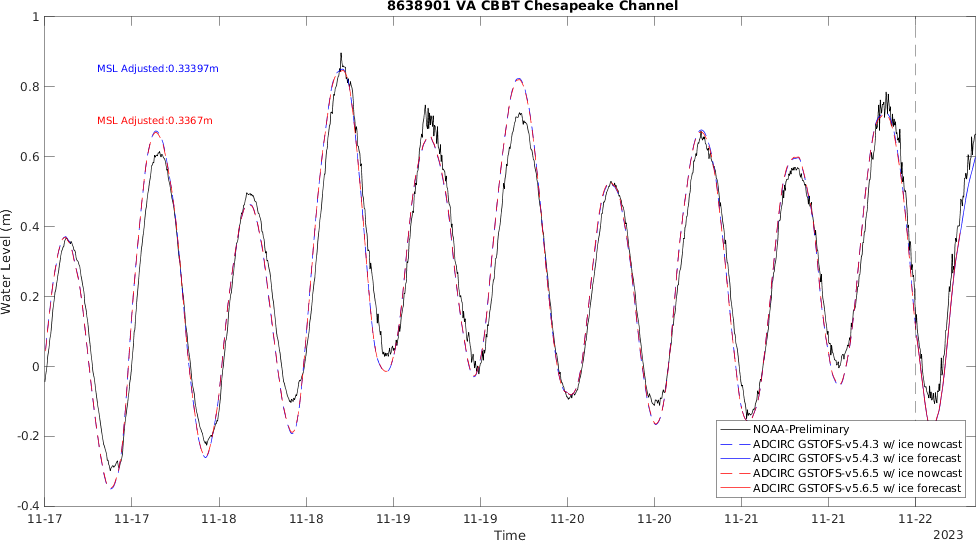 8638901 VA CBBT Chesapeake Channel
1
0.8
0.6
0.4
0.2
0
-0.2
-0.4
Water Level (m)
MSL Adjusted:0.33397m
MSL Adjusted:0.3367m
NOAA-Preliminary
ADCIRC GSTOFS-v5.4.3 w/ ice nowcast
ADCIRC GSTOFS-v5.4.3 w/ ice forecast
ADCIRC GSTOFS-v5.6.5 w/ ice nowcast
ADCIRC GSTOFS-v5.6.5 w/ ice forecast
11-17 11-17 11-18 11-18 11-19 11-19 11-20 11-20 11-21 11-21 11-22
Time
2023